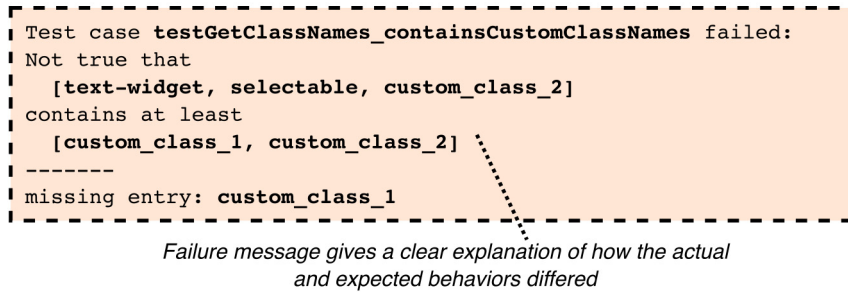 Test case testGetClassNames_containsCustomClassNames failed:
Not true that
[text-widget, selectable, custom_class_2]
contains at least
[custom_class_1, custom_class_2]
-------
missing entry: custom_class_1
Failure message gives a clear explanation of how the actual
and expected behaviors differed